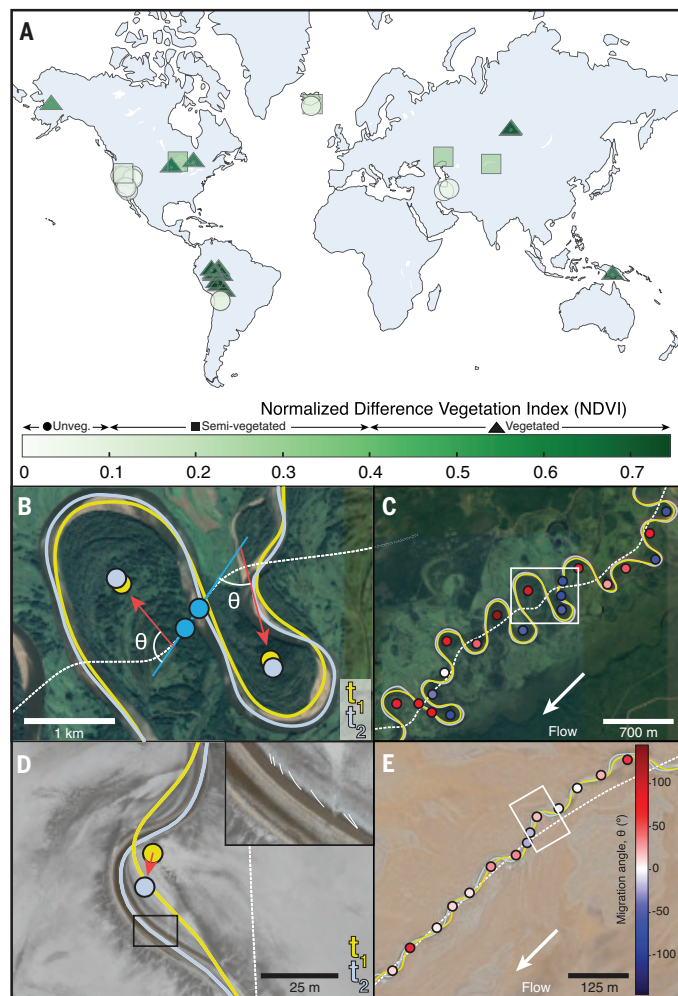 A
Normalized Difference Vegetation Index (NDVI)
Unveg.
Semi-vegetated
Vegetated
0 0.1 0.2 0.3 0.4 0.5 0.6 0.7
B
θ
θ
1 km
t1
t2
C
Flow
700 m
D
t1
t2
25 m
E
Migration angle, θ (°)
100
50
0
-50
-100
Flow
125 m